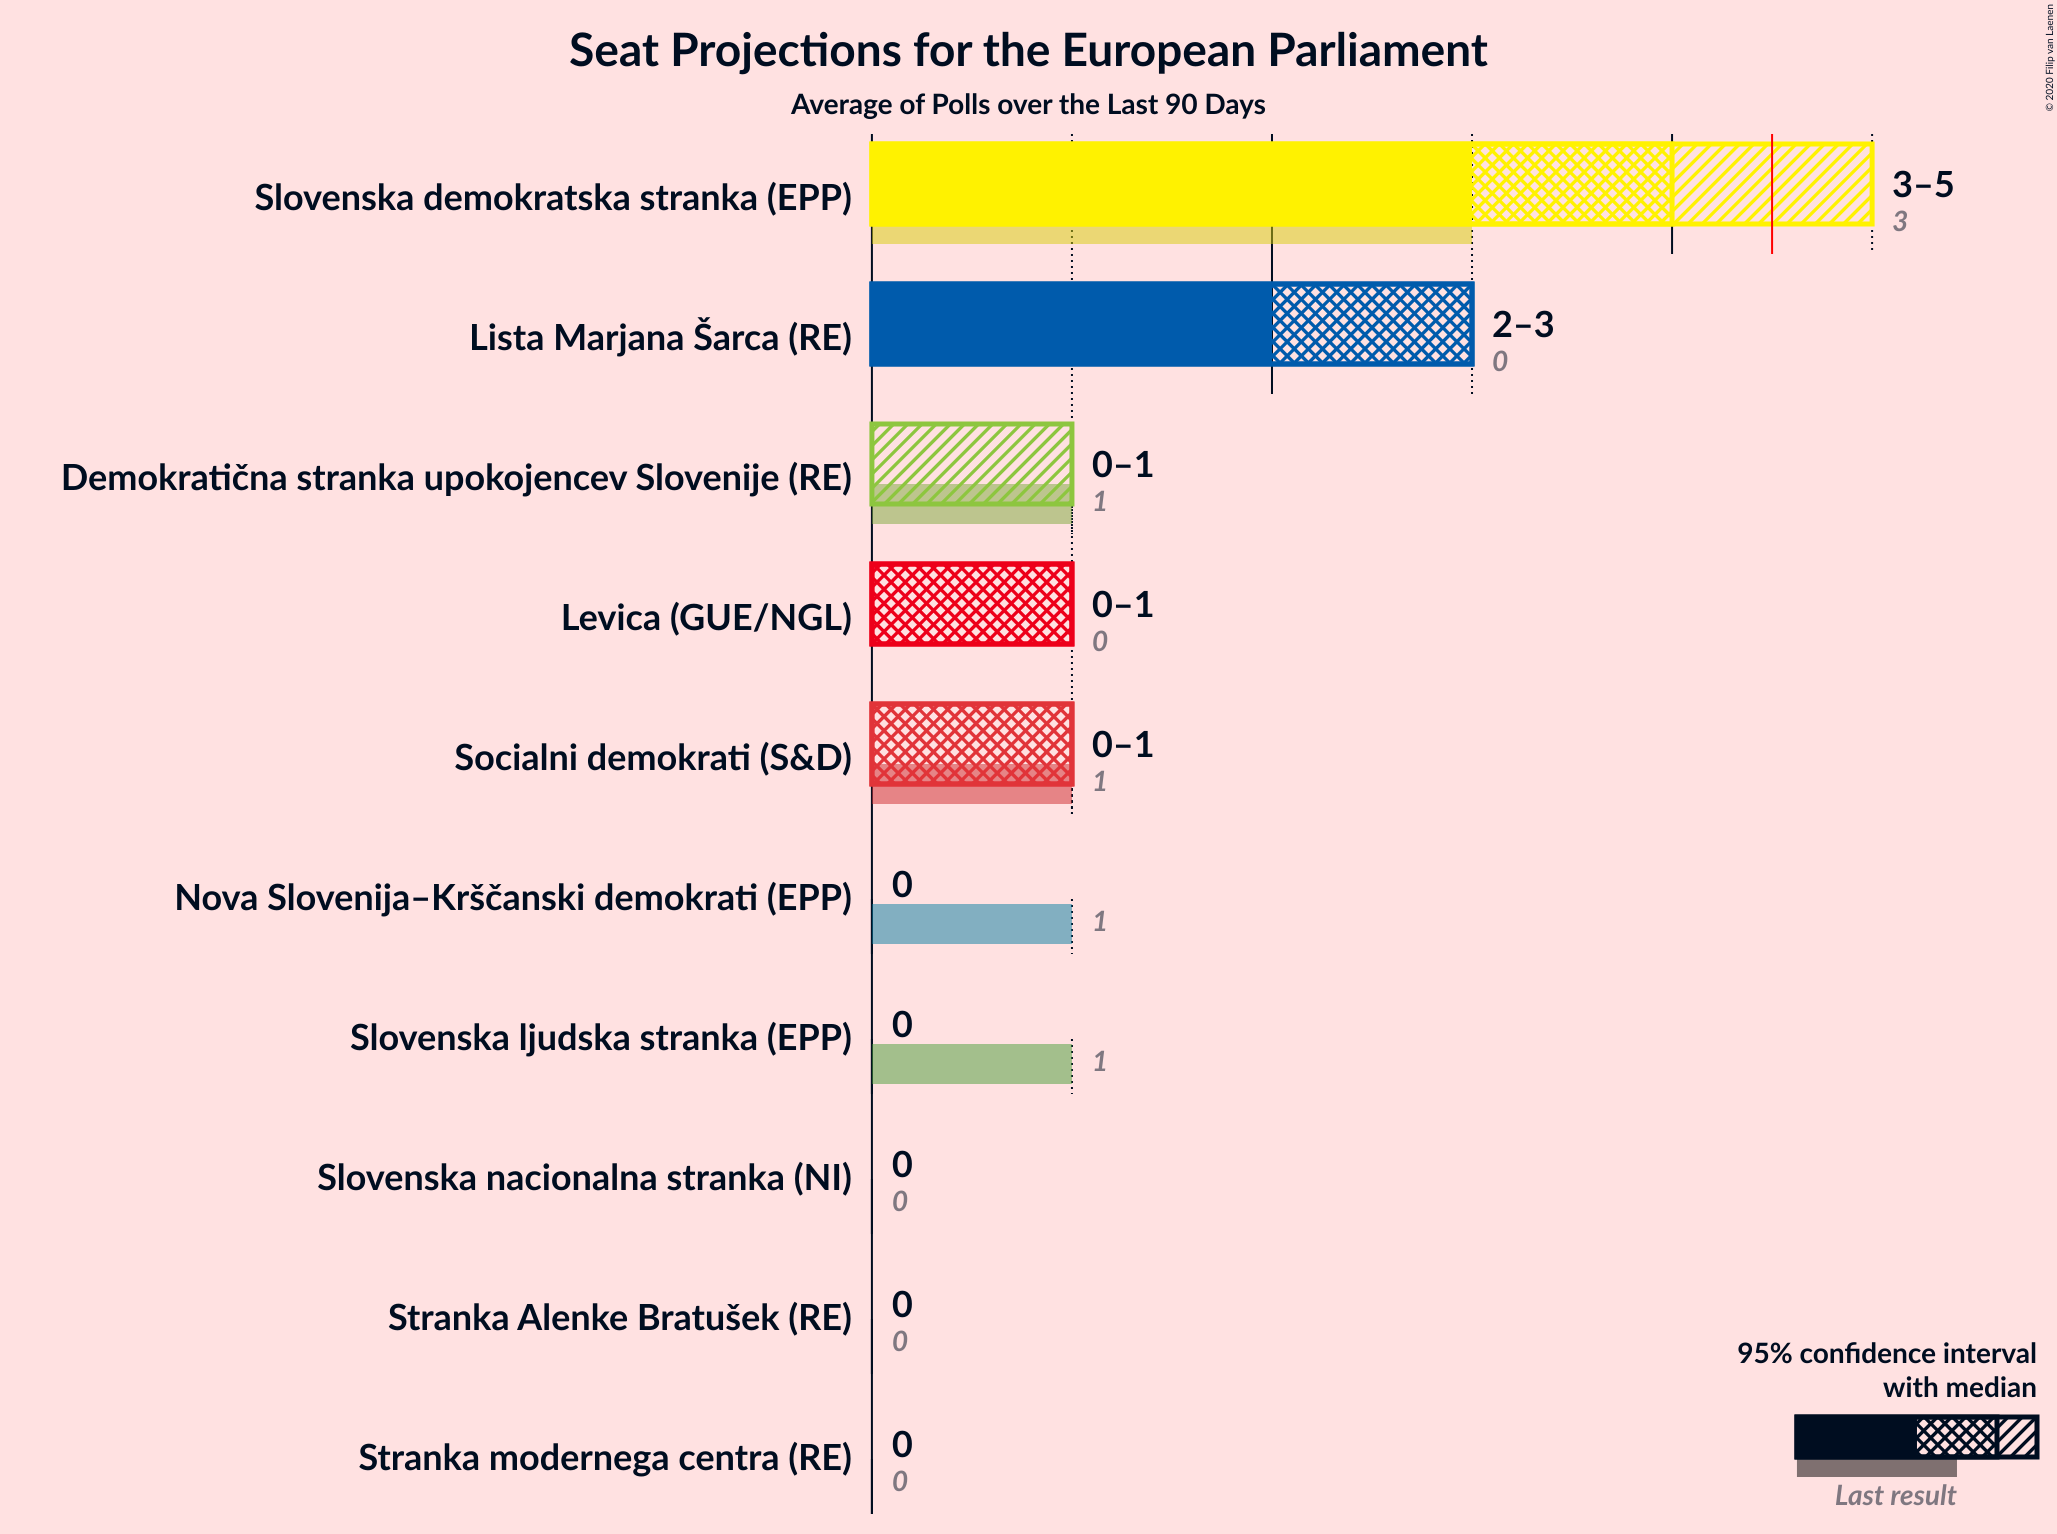 Seat Projections for the European Parliament
Average of Polls over the Last 90 Days
© 2020 Filip van Laenen
Slovenska demokratska stranka (EPP)
3–5
3
Lista Marjana Šarca (RE)
2–3
0
Demokratična stranka upokojencev Slovenije (RE)
0–1
1
Levica (GUE/NGL)
0–1
0
Socialni demokrati (S&D)
0–1
1
Nova Slovenija–Krščanski demokrati (EPP)
0
1
Slovenska ljudska stranka (EPP)
0
1
Slovenska nacionalna stranka (NI)
0
0
Stranka Alenke Bratušek (RE)
0
0
Stranka modernega centra (RE)
0
0
95% confidence interval
with median
Last result